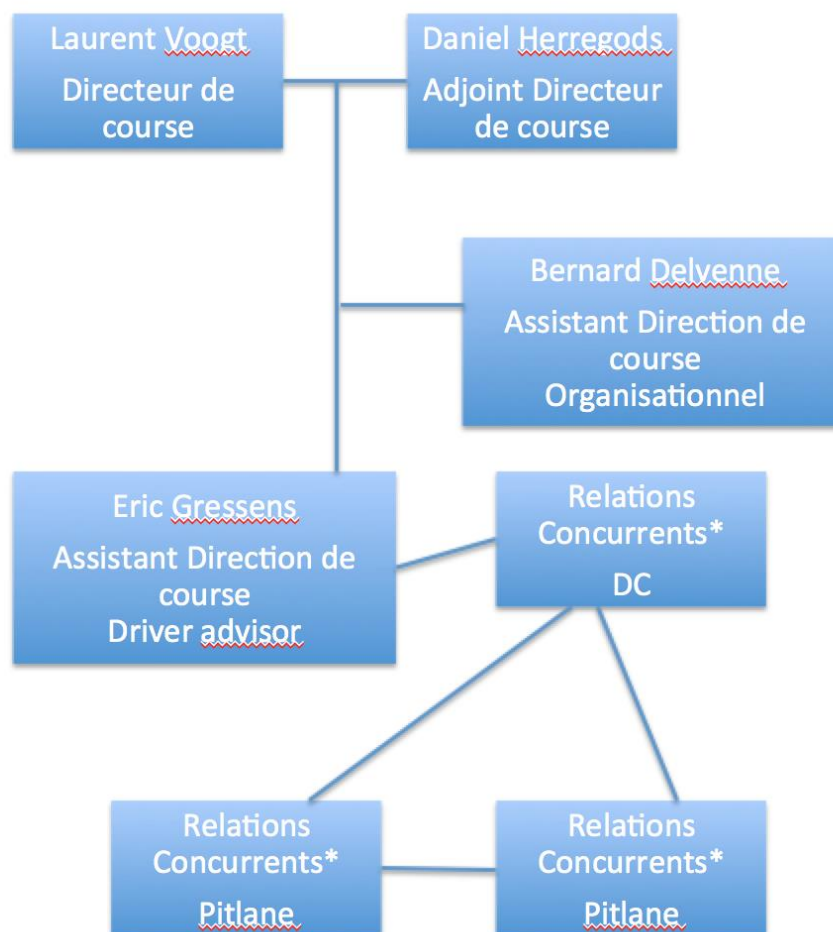 Laurent Voogt
Directeur de
course
Daniel Herregods
Adjoint Directeur
de course
Bernard Delvenne
Assistant Direction de
course
Organisationnel
Eric Gressens
Assistant Direction de
course
Driver advisor
Relations
Concurrents*
DC
Relations
Concurrents*
Pitlane
Relations
Concurrents*
Pitlane